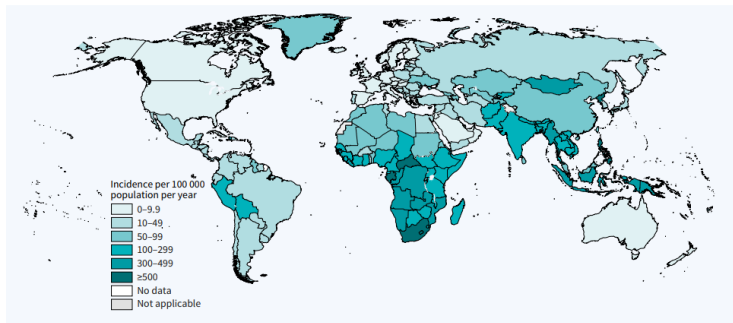 Incidence per 100 000
population per year
0–9.9
10–49
50–99
100–299
300–499
≥500
No data
Not applicable